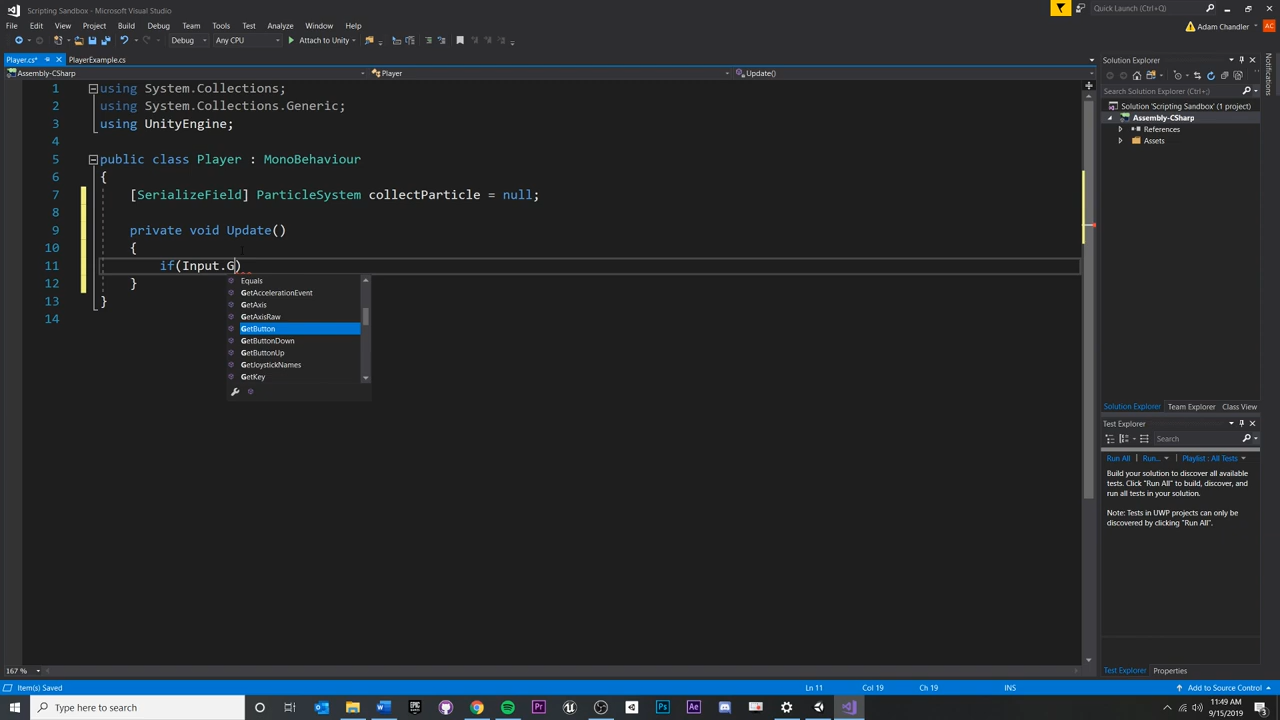 Scripting Sandbox - Microsoft Visual Studio
Quick Launch (Ctrl+Q)
File Edit View Project Build Debug Team Tools Test Analyze Window Help
Adam Chandler AC
Debug Any CPU Attach to Unity
Player.cs* PlayerExample.cs
Assembly-CSharp Player Update()
1 using System.Collections;
2 using System.Collections.Generic;
3 using UnityEngine;
4
5 public class Player : MonoBehaviour
6 {
7 [SerializeField] ParticleSystem collectParticle = null;
8
9 private void Update()
10 {
11 if(Input.G)
12 }
13 }
14
Equals
GetAccelerationEvent
GetAxis
GetAxisRaw
GetButton
GetButtonDown
GetButtonUp
GetJoystickNames
GetKey
Solution Explorer
Search Solution Explorer (Ctrl+;)
Solution 'Scripting Sandbox' (1 project)
Assembly-CSharp
References
Assets
Solution Explorer Team Explorer Class View
Test Explorer
Search
Run All Run... Playlist : All Tests
Build your solution to discover all available
tests. Click "Run All" to build, discover, and
run all tests in your solution.
Note: Tests in UWP projects can only be
discovered by clicking "Run All".
Test Explorer Properties
Notifications
167 %
Item(s) Saved Ln 11 Col 19 Ch 19 INS Add to Source Control
Type here to search
11:49 AM
9/15/2019